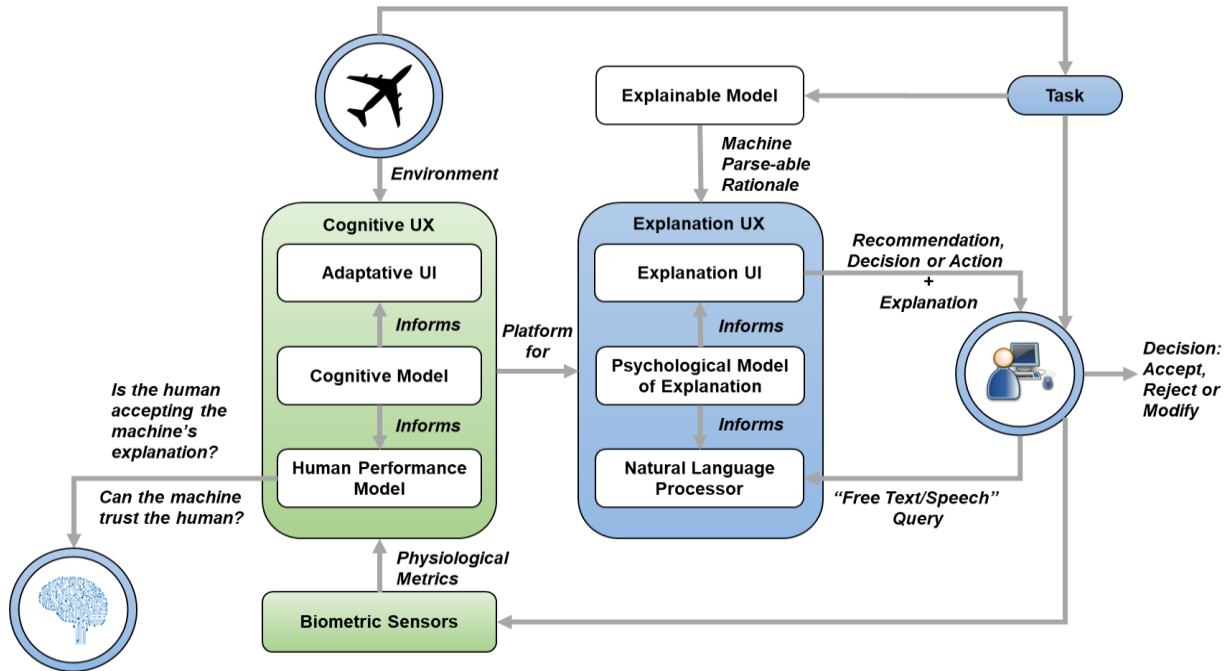 Explainable Model
Task
Machine
Parse-able
Rationale
Environment
Cognitive UX
Adaptative UI
Informs
Cognitive Model
Informs
Human Performance
Model
Platform
for
Explanation UX
Explanation UI
Informs
Psychological Model
of Explanation
Informs
Natural Language
Processor
Recommendation,
Decision or Action
+
Explanation
Decision:
Accept,
Reject or
Modify
“Free Text/Speech”
Query
Is the human
accepting the
machine’s
explanation?
Can the machine
trust the human?
Physiological
Metrics
Biometric Sensors